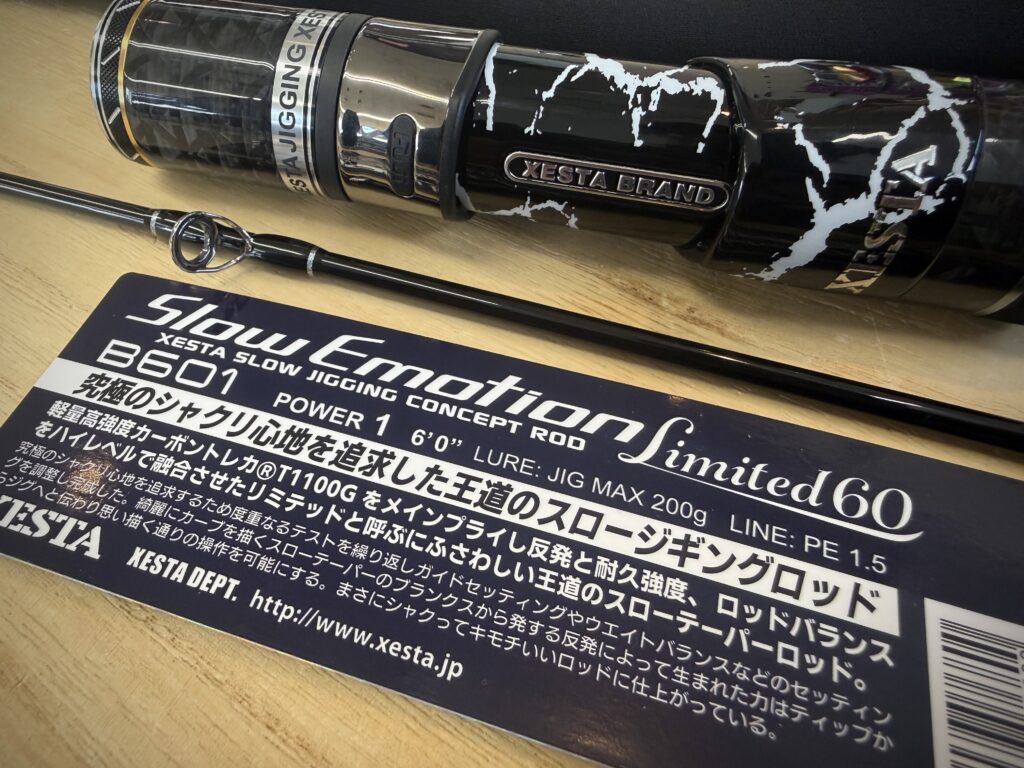 XESTA JIGGING XES
XESTA BRAND
XESTA
Slow Emotion Limited 60
XESTA SLOW JIGGING CONCEPT ROD
B601 POWER 1 6'0" LURE: JIG MAX 200g LINE: PE 1.5
究極のシャクリ心地を追求した王道のスロージギングロッド
軽量高強度カーボントレカ®T1100Gをメインプライし反発と耐久強度、ロッドバランス
をハイレベルで融合させたリミテッドと呼ぶにふさわしい王道のスローテーパーロッド。
究極のシャクリ心地を追求するため度重なるテストを繰り返しガイドセッティングやウエイトバランスなどのセッティン
グを調整し完成した。綺麗にカーブを描くスローテーパーのブランクスから発する反発によって生まれた力はティップか
らジグへと伝わり思い描く通りの操作を可能にする。まさにシャクってキモチいいロッドに仕上がっている。
XESTA XESTA DEPT. http://www.xesta.jp